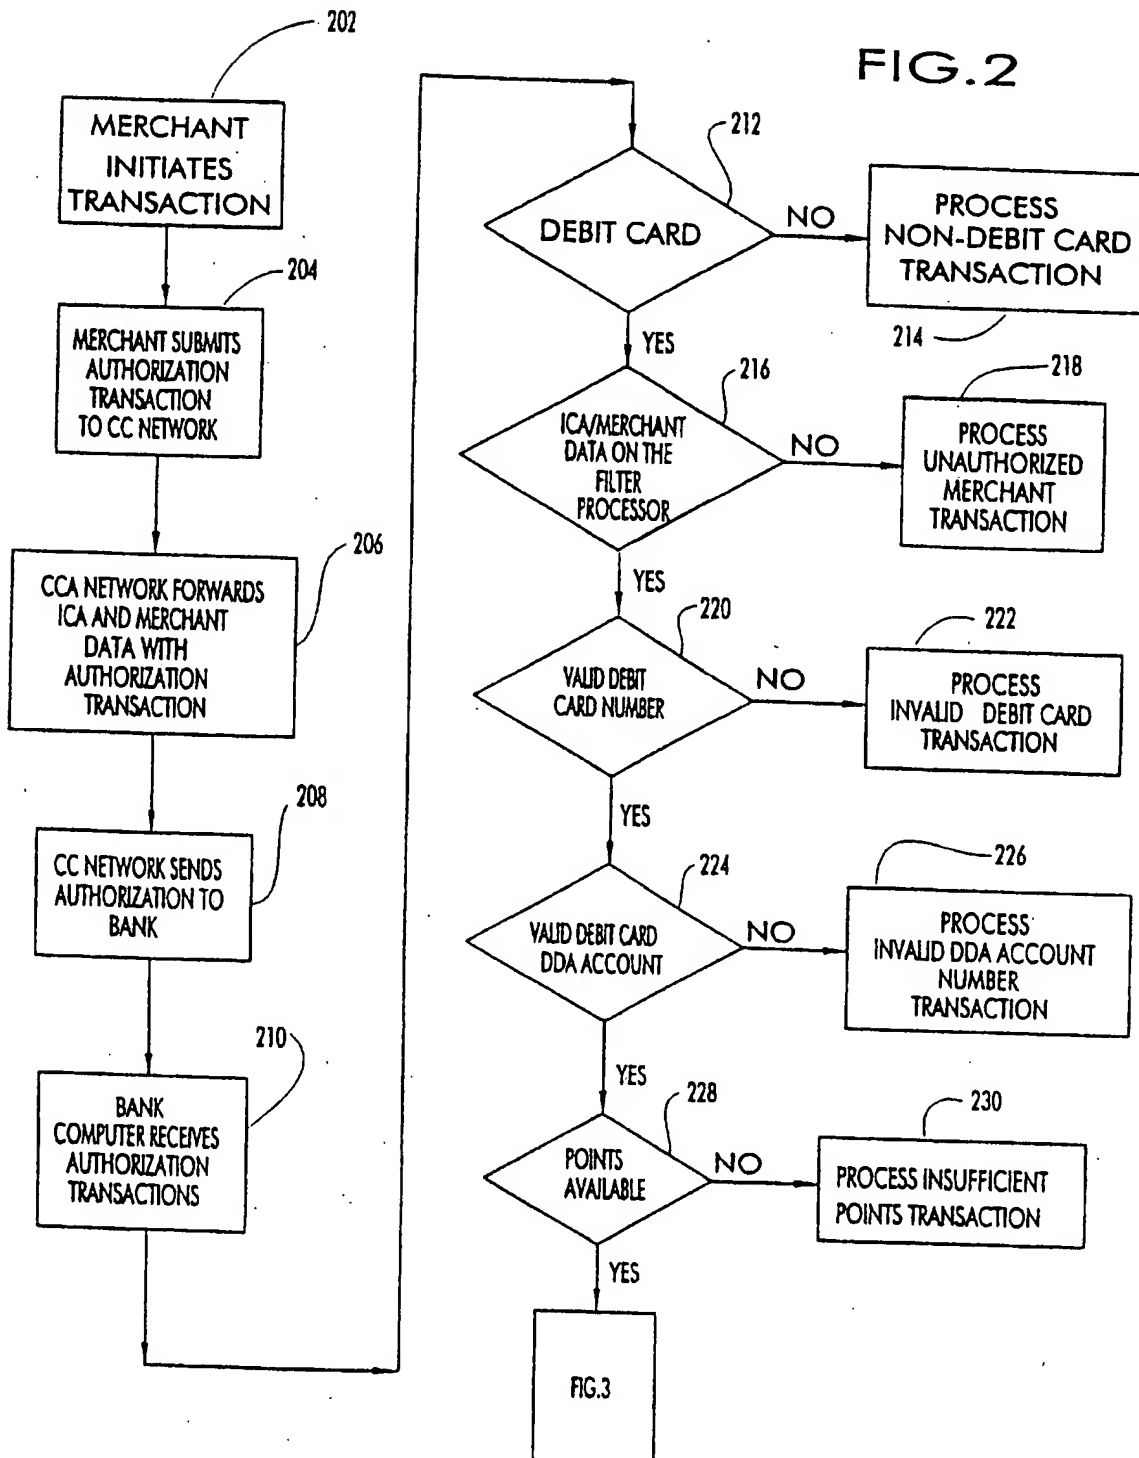 FIG.2
202
MERCHANT
INITIATES
TRANSACTION
204
MERCHANT SUBMITS
AUTHORIZATION
TRANSACTION
TO CC NETWORK
206
CCA NETWORK FORWARDS
ICA AND MERCHANT
DATA WITH
AUTHORIZATION
TRANSACTION
208
CC NETWORK SENDS
AUTHORIZATION TO
BANK
210
BANK
COMPUTER RECEIVES
AUTHORIZATION
TRANSACTIONS
212
DEBIT CARD
NO
PROCESS
NON-DEBIT CARD
TRANSACTION
214
YES
216
ICA/MERCHANT
DATA ON THE
FILTER
PROCESSOR
NO
218
PROCESS
UNAUTHORIZED
MERCHANT
TRANSACTION
YES
220
VALID DEBIT
CARD NUMBER
NO
222
PROCESS
INVALID DEBIT CARD
TRANSACTION
YES
224
VALID DEBIT CARD
DDA ACCOUNT
NO
226
PROCESS
INVALID DDA ACCOUNT
NUMBER
TRANSACTION
YES
228
POINTS
AVAILABLE
NO
230
PROCESS INSUFFICIENT
POINTS TRANSACTION
YES
FIG.3